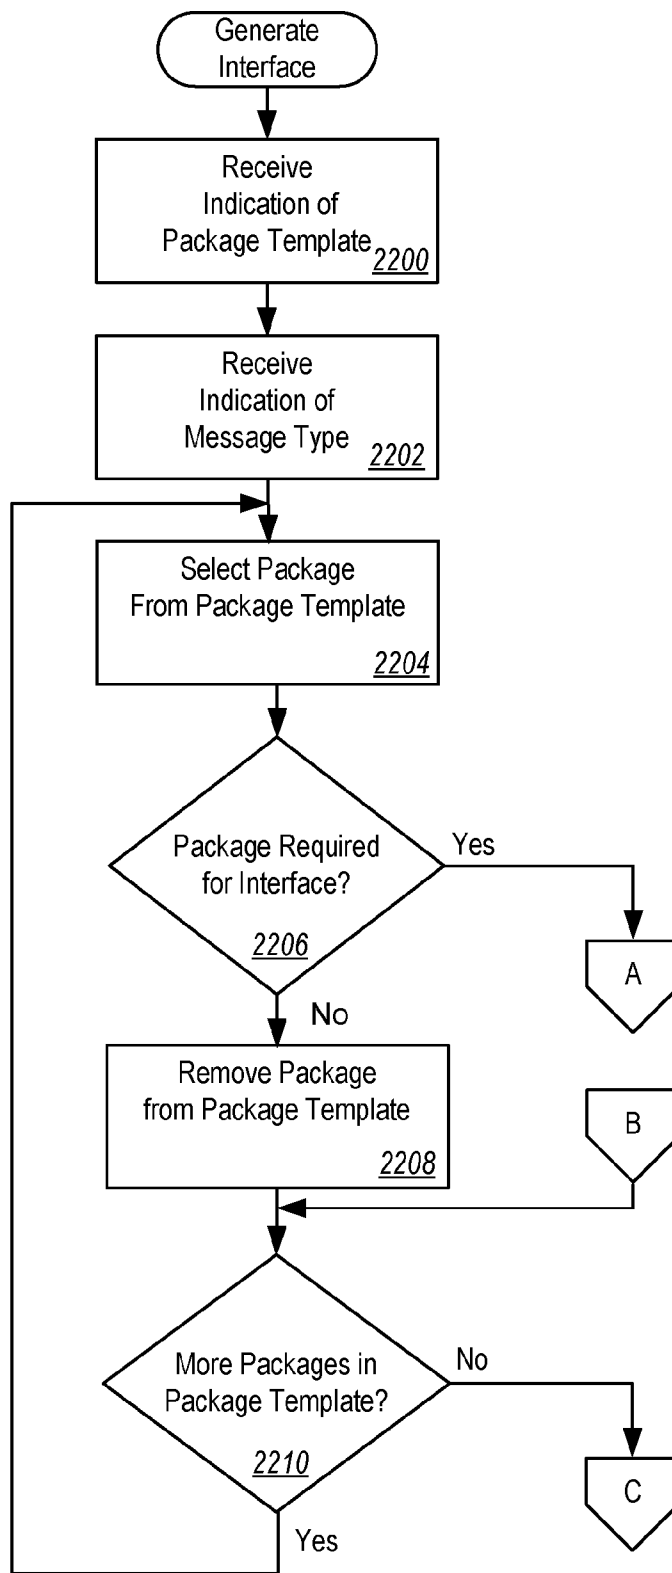 Generate
Interface
Receive
Indication of
Package Template
2200
Receive
Indication of
Message Type
2202
Select Package
From Package Template
2204
Package Required
for Interface?
2206
Yes
A
No
Remove Package
from Package Template
2208
B
More Packages in
Package Template?
2210
No
C
Yes